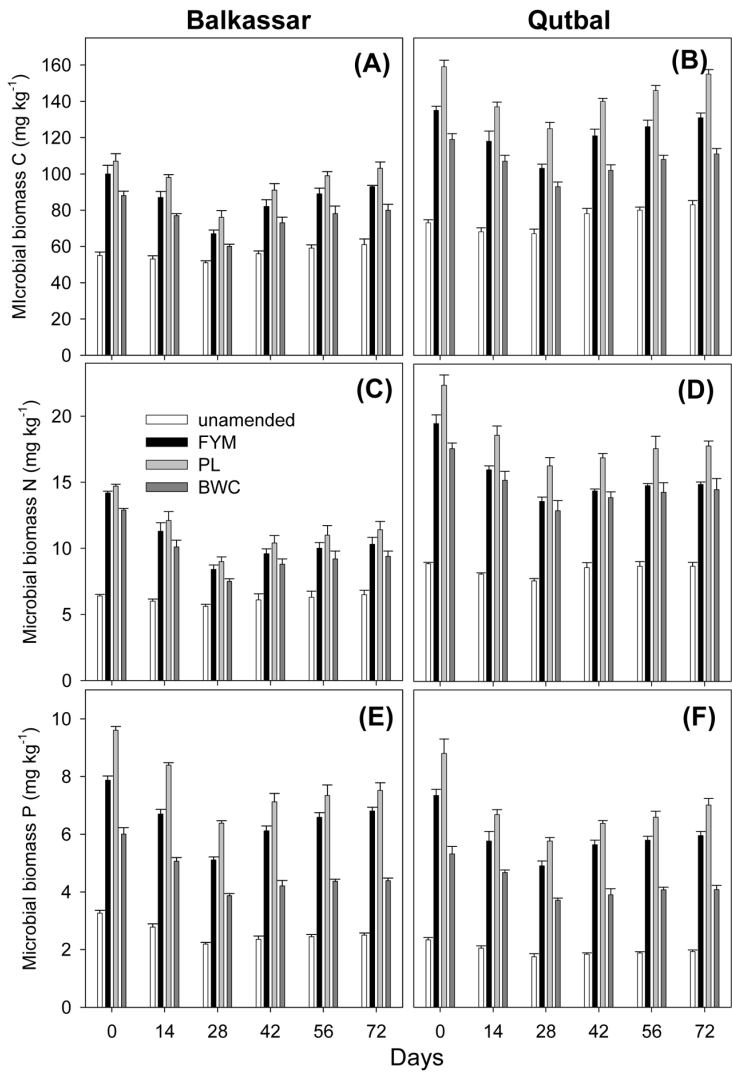 Balkassar
Qutbal
MIcrobial biomass C (mg kg-1)
160
140
120
100
80
60
40
20
0
(A)
(B)
Microbial biomass N (mg kg-1)
20
15
10
5
0
(C)
unamended
FYM
PL
BWC
(D)
Microbial biomass P (mg kg-1)
10
8
6
4
2
0
(E)
(F)
0 14 28 42 56 72
0 14 28 42 56 72
Days